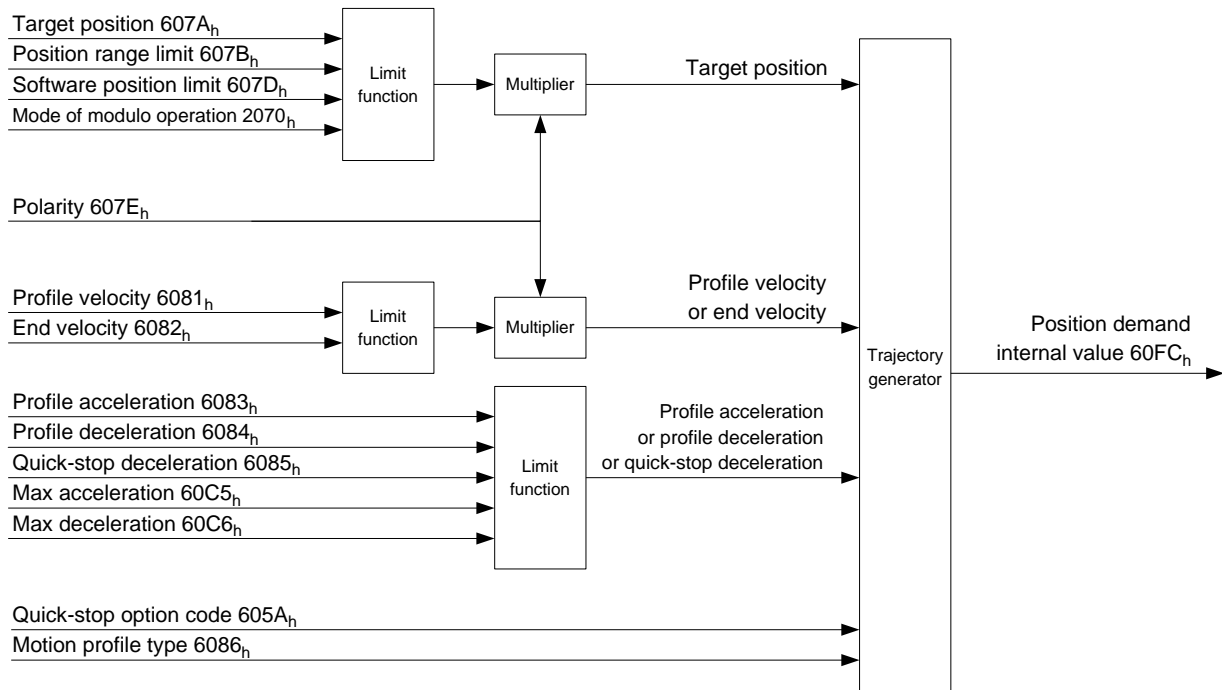 Target position 607Ah
Position range limit 607Bh
Software position limit 607Dh
Mode of modulo operation 2070h
Limit
function
Multiplier
Target position
Polarity 607Eh
Profile velocity 6081h
End velocity 6082h
Limit
function
Multiplier
Profile velocity
or end velocity
Trajectory
generator
Position demand
internal value 60FCh
Profile acceleration 6083h
Profile deceleration 6084h
Quick-stop deceleration 6085h
Max acceleration 60C5h
Max deceleration 60C6h
Limit
function
Profile acceleration
or profile deceleration
or quick-stop deceleration
Quick-stop option code 605Ah
Motion profile type 6086h